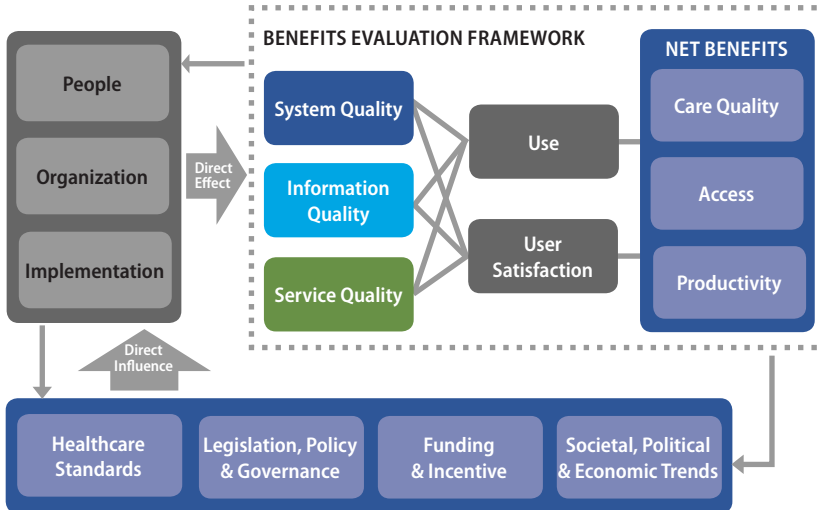 BENEFITS EVALUATION FRAMEWORK
NET BENEFITS
People
Organization
Implementation
Direct
Effect
System Quality
Information
Quality
Service Quality
Use
User
Satisfaction
Care Quality
Access
Productivity
Direct
Influence
Healthcare
Standards
Legislation, Policy
& Governance
Funding
& Incentive
Societal, Political
& Economic Trends